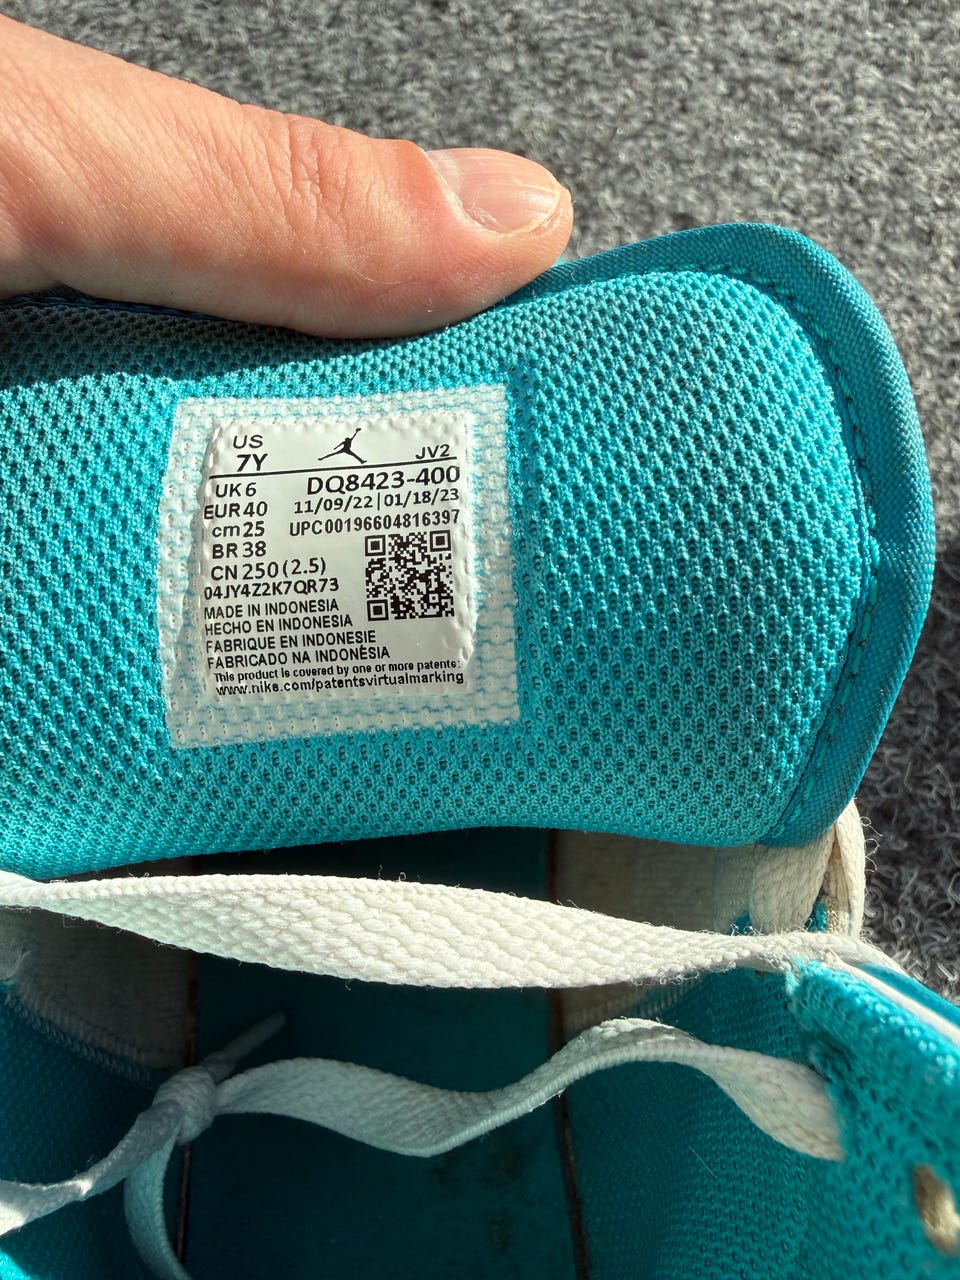 US
7Y JV2
UK 6 DQ8423-400
EUR 40 11/09/22 | 01/18/23
cm 25 UPC00196604816397
BR 38
CN 250 (2.5)
04JY4Z2K7QR73
MADE IN INDONESIA
HECHO EN INDONESIA
FABRIQUE EN INDONESIE
FABRICADO NA INDONÉSIA
This product is covered by one or more patents:
www.nike.com/patentsvirtualmarking